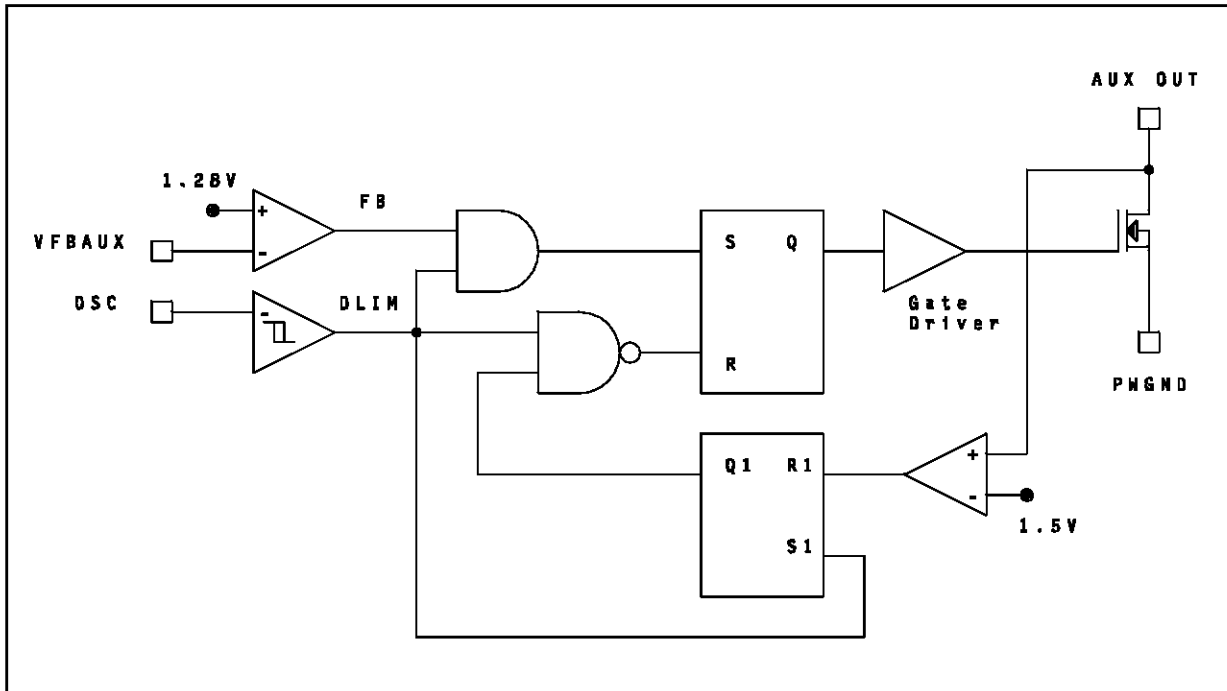 AUX OUT
1.28V
FB
VFBAUX
+
-
S
Q
OSC
-
DLIM
Gate
Driver
R
PWGND
Q1
R1
+
-
1.5V
S1